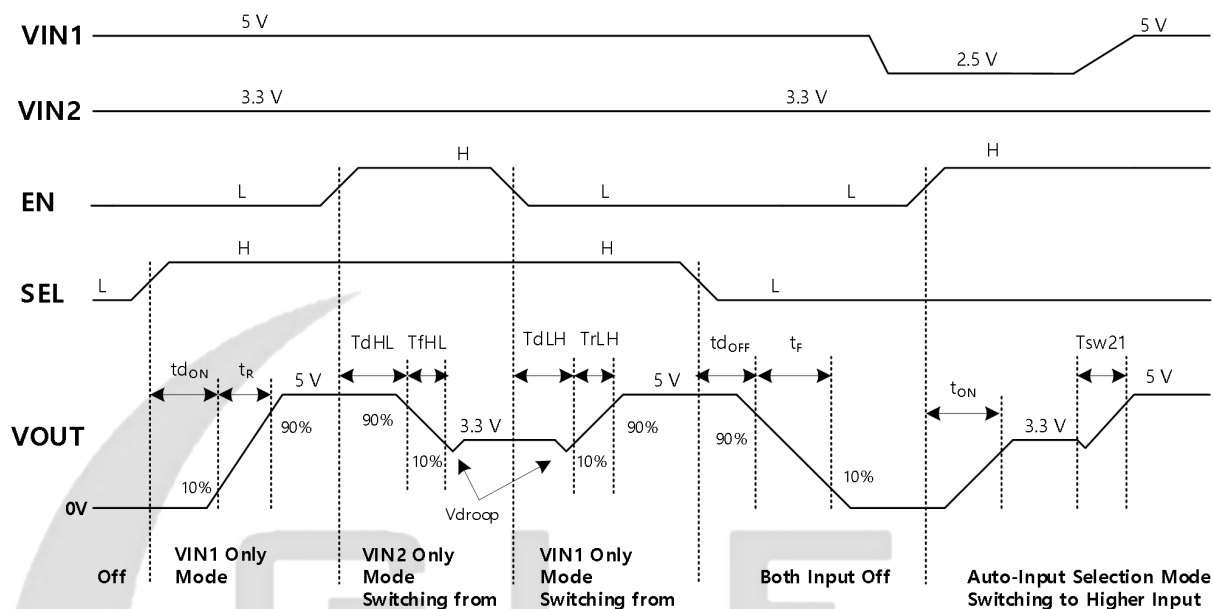 VIN1 5 V 2.5 V 5 V
VIN2 3.3 V 3.3 V
EN L H L L H
SEL L H H L
VOUT
tdON tR TdHL TfHL TdLH TrLH tdOFF tF tON Tsw21
5 V 5 V 5 V
90% 90% 90% 90%
3.3 V 3.3 V
10% 10% 10% 10%
0V
Vdroop
Off
VIN1 Only
Mode
VIN2 Only
Mode
Switching from
VIN1 Only
Mode
Switching from
Both Input Off
Auto-Input Selection Mode
Switching to Higher Input